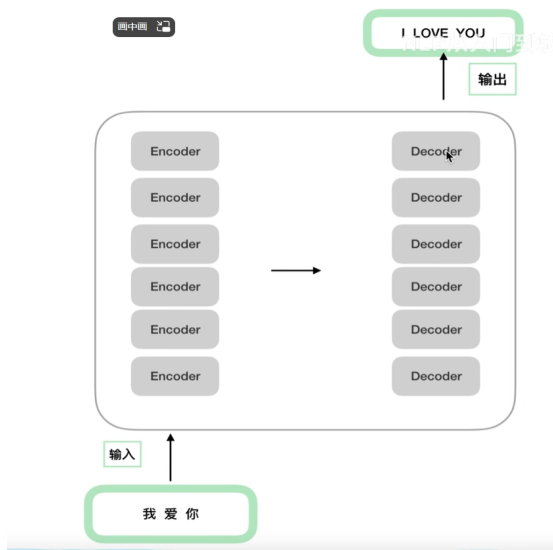 画中画
I LOVE YOU
输出
Encoder
Decoder
Encoder
Decoder
Encoder
Decoder
Encoder
Decoder
Encoder
Decoder
Encoder
Decoder
输入
我 爱 你